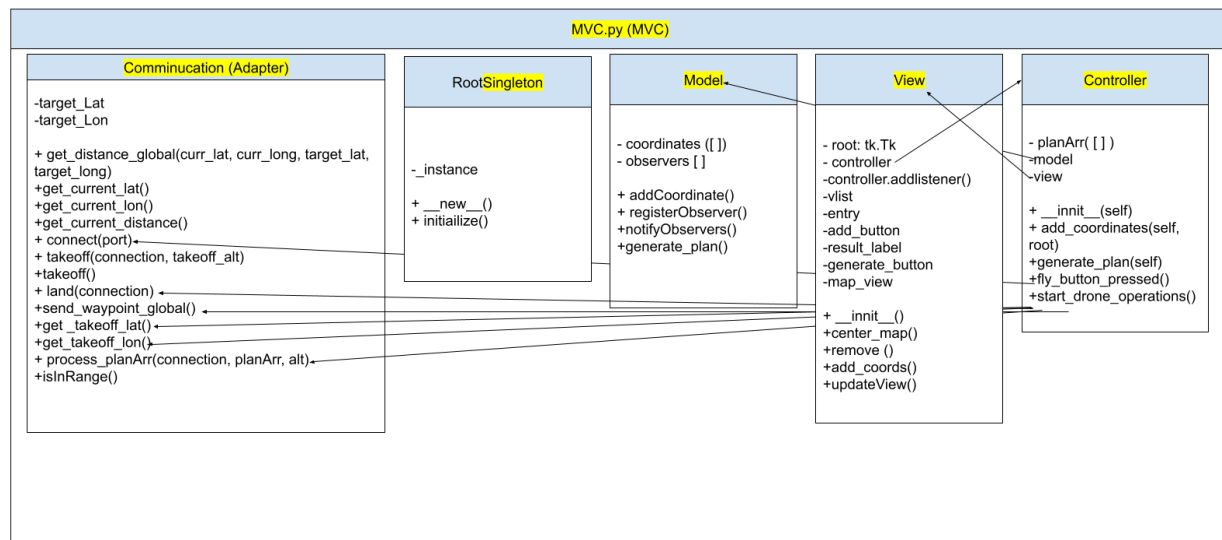 MVC.py (MVC)
Comminucation (Adapter)
-target_Lat
-target_Lon
+ get_distance_global(curr_lat, curr_long, target_lat,
target_long)
+get_current_lat()
+get_current_lon()
+get_current_distance()
+ connect(port)
+ takeoff(connection, takeoff_alt)
+takeoff()
+ land(connection)
+send_waypoint_global()
+get _takeoff_lat()
+get_takeoff_lon()
+ process_planArr(connection, planArr, alt)
+isInRange()
RootSingleton
-_instance
+ __new__()
+ initiailize()
Model
- coordinates ([ ])
- observers [ ]
+ addCoordinate()
+ registerObserver()
+notifyObservers()
+generate_plan()
View
- root: tk.Tk
- controller
-controller.addlistener()
-vlist
-entry
-add_button
-result_label
-generate_button
-map_view
+ __innit__()
+center_map()
+remove ()
+add_coords()
+updateView()
Controller
- planArr( [ ] )
-model
-view
+ __innit__(self)
+ add_coordinates(self,
root)
+generate_plan(self)
+fly_button_pressed()
+start_drone_operations()